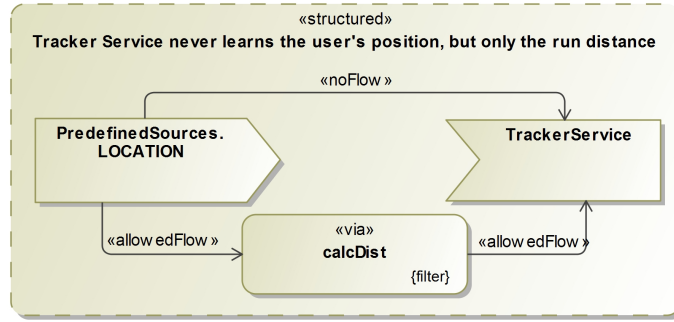 «structured»
Tracker Service never learns the user's position, but only the run distance
«noFlow »
PredefinedSources.
LOCATION
TrackerService
«allow edFlow »
«via»
calcDist
{filter}
«allow edFlow»